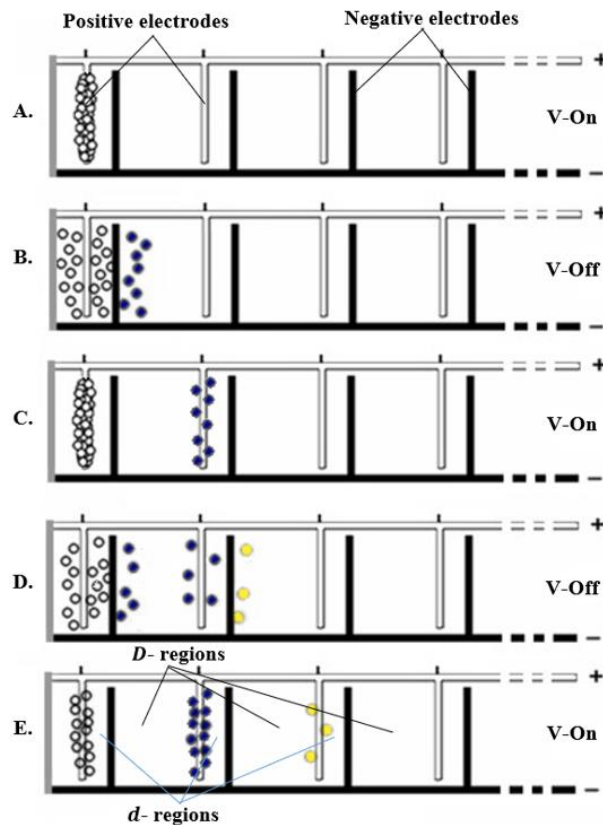 Positive electrodes
Negative electrodes
+
A.
V-On
−
+
B.
V-Off
−
+
C.
V-On
−
+
D.
V-Off
−
D- regions
+
E.
V-On
−
d- regions